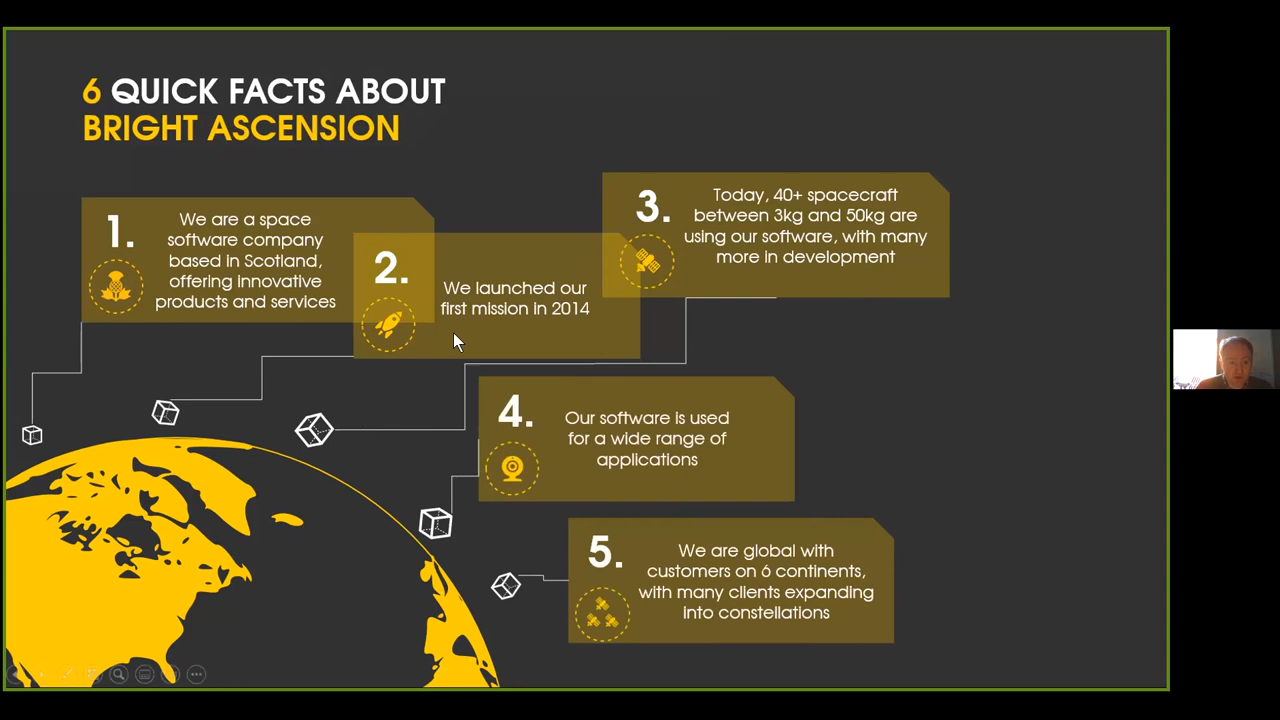 6 QUICK FACTS ABOUT
BRIGHT ASCENSION
1.
We are a space
software company
based in Scotland,
offering innovative
products and services
2.
We launched our
first mission in 2014
3.
Today, 40+ spacecraft
between 3kg and 50kg are
using our software, with many
more in development
4.
Our software is used
for a wide range of
applications
5.
We are global with
customers on 6 continents,
with many clients expanding
into constellations